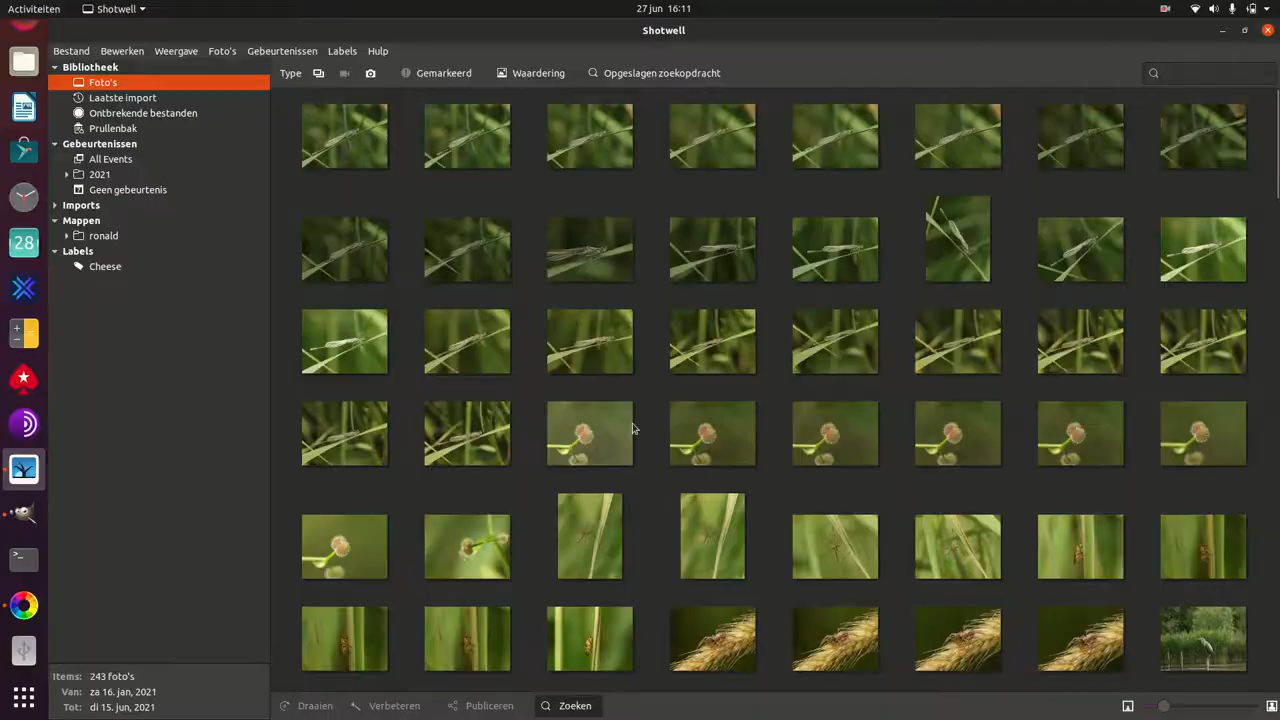 Activiteiten
Shotwell
27 jun 16:11
Shotwell
Bestand Bewerken Weergave Foto's Gebeurtenissen Labels Hulp
Bibliotheek
Foto's
Laatste import
Ontbrekende bestanden
Prullenbak
Gebeurtenissen
All Events
2021
Geen gebeurtenis
Imports
Mappen
ronald
Labels
Cheese
Type
Gemarkeerd
Waardering
Opgeslagen zoekopdracht
28
Items: 243 foto's
Van: za 16. jan, 2021
Tot: di 15. jun, 2021
Draaien
Verbeteren
Publiceren
Zoeken